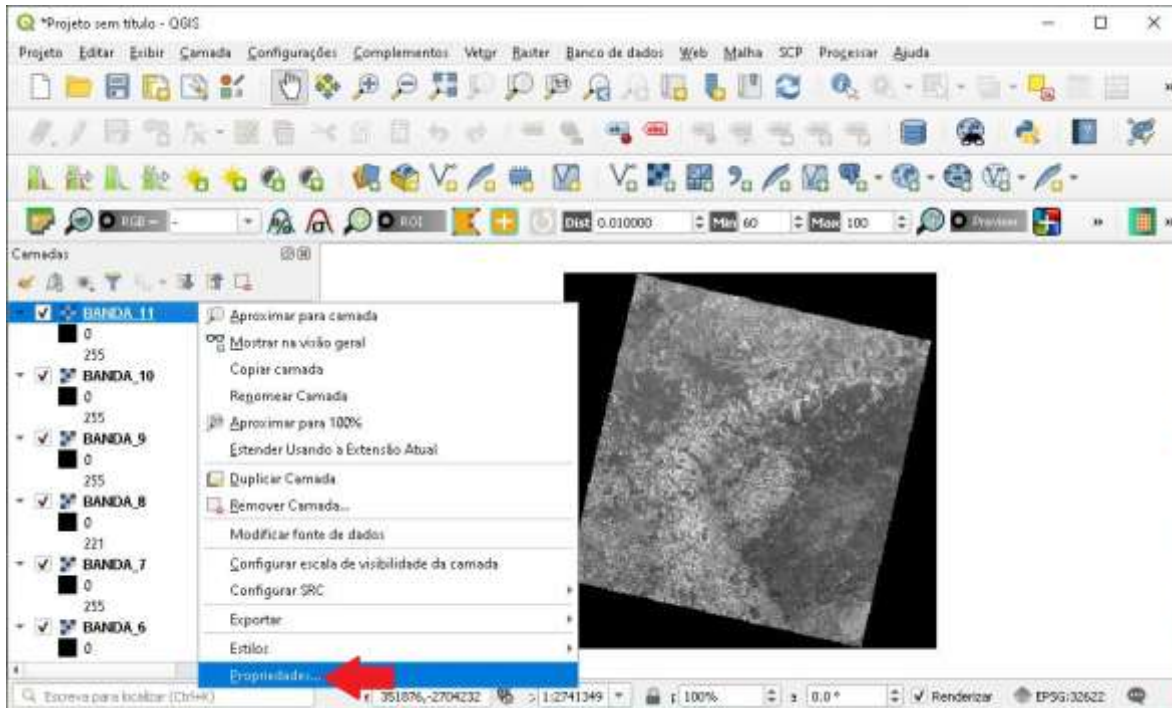 *Projeto sem título - QGIS
Projeto Editar Exibir Camada Configurações Complementos Vetor Raster Banco de dados Web Malha SCP Processar Ajuda
RGB = -
ROI
Dist 0.010000
Min 60
Max 100
Preview
Camadas
BANDA_11
0
255
BANDA_10
0
255
BANDA_9
0
255
BANDA_8
0
221
BANDA_7
0
255
BANDA_6
0
Aproximar para camada
Mostrar na visão geral
Copiar camada
Renomear Camada
Aproximar para 100%
Estender Usando a Extensão Atual
Duplicar Camada
Remover Camada...
Modificar fonte de dados
Configurar escala de visibilidade da camada
Configurar SRC
Exportar
Estilos
Propriedades...
Escreva para localizar (Ctrl+K)
351876,-2704232
1:2741349
100%
0.0 °
Renderizar
EPSG:32622